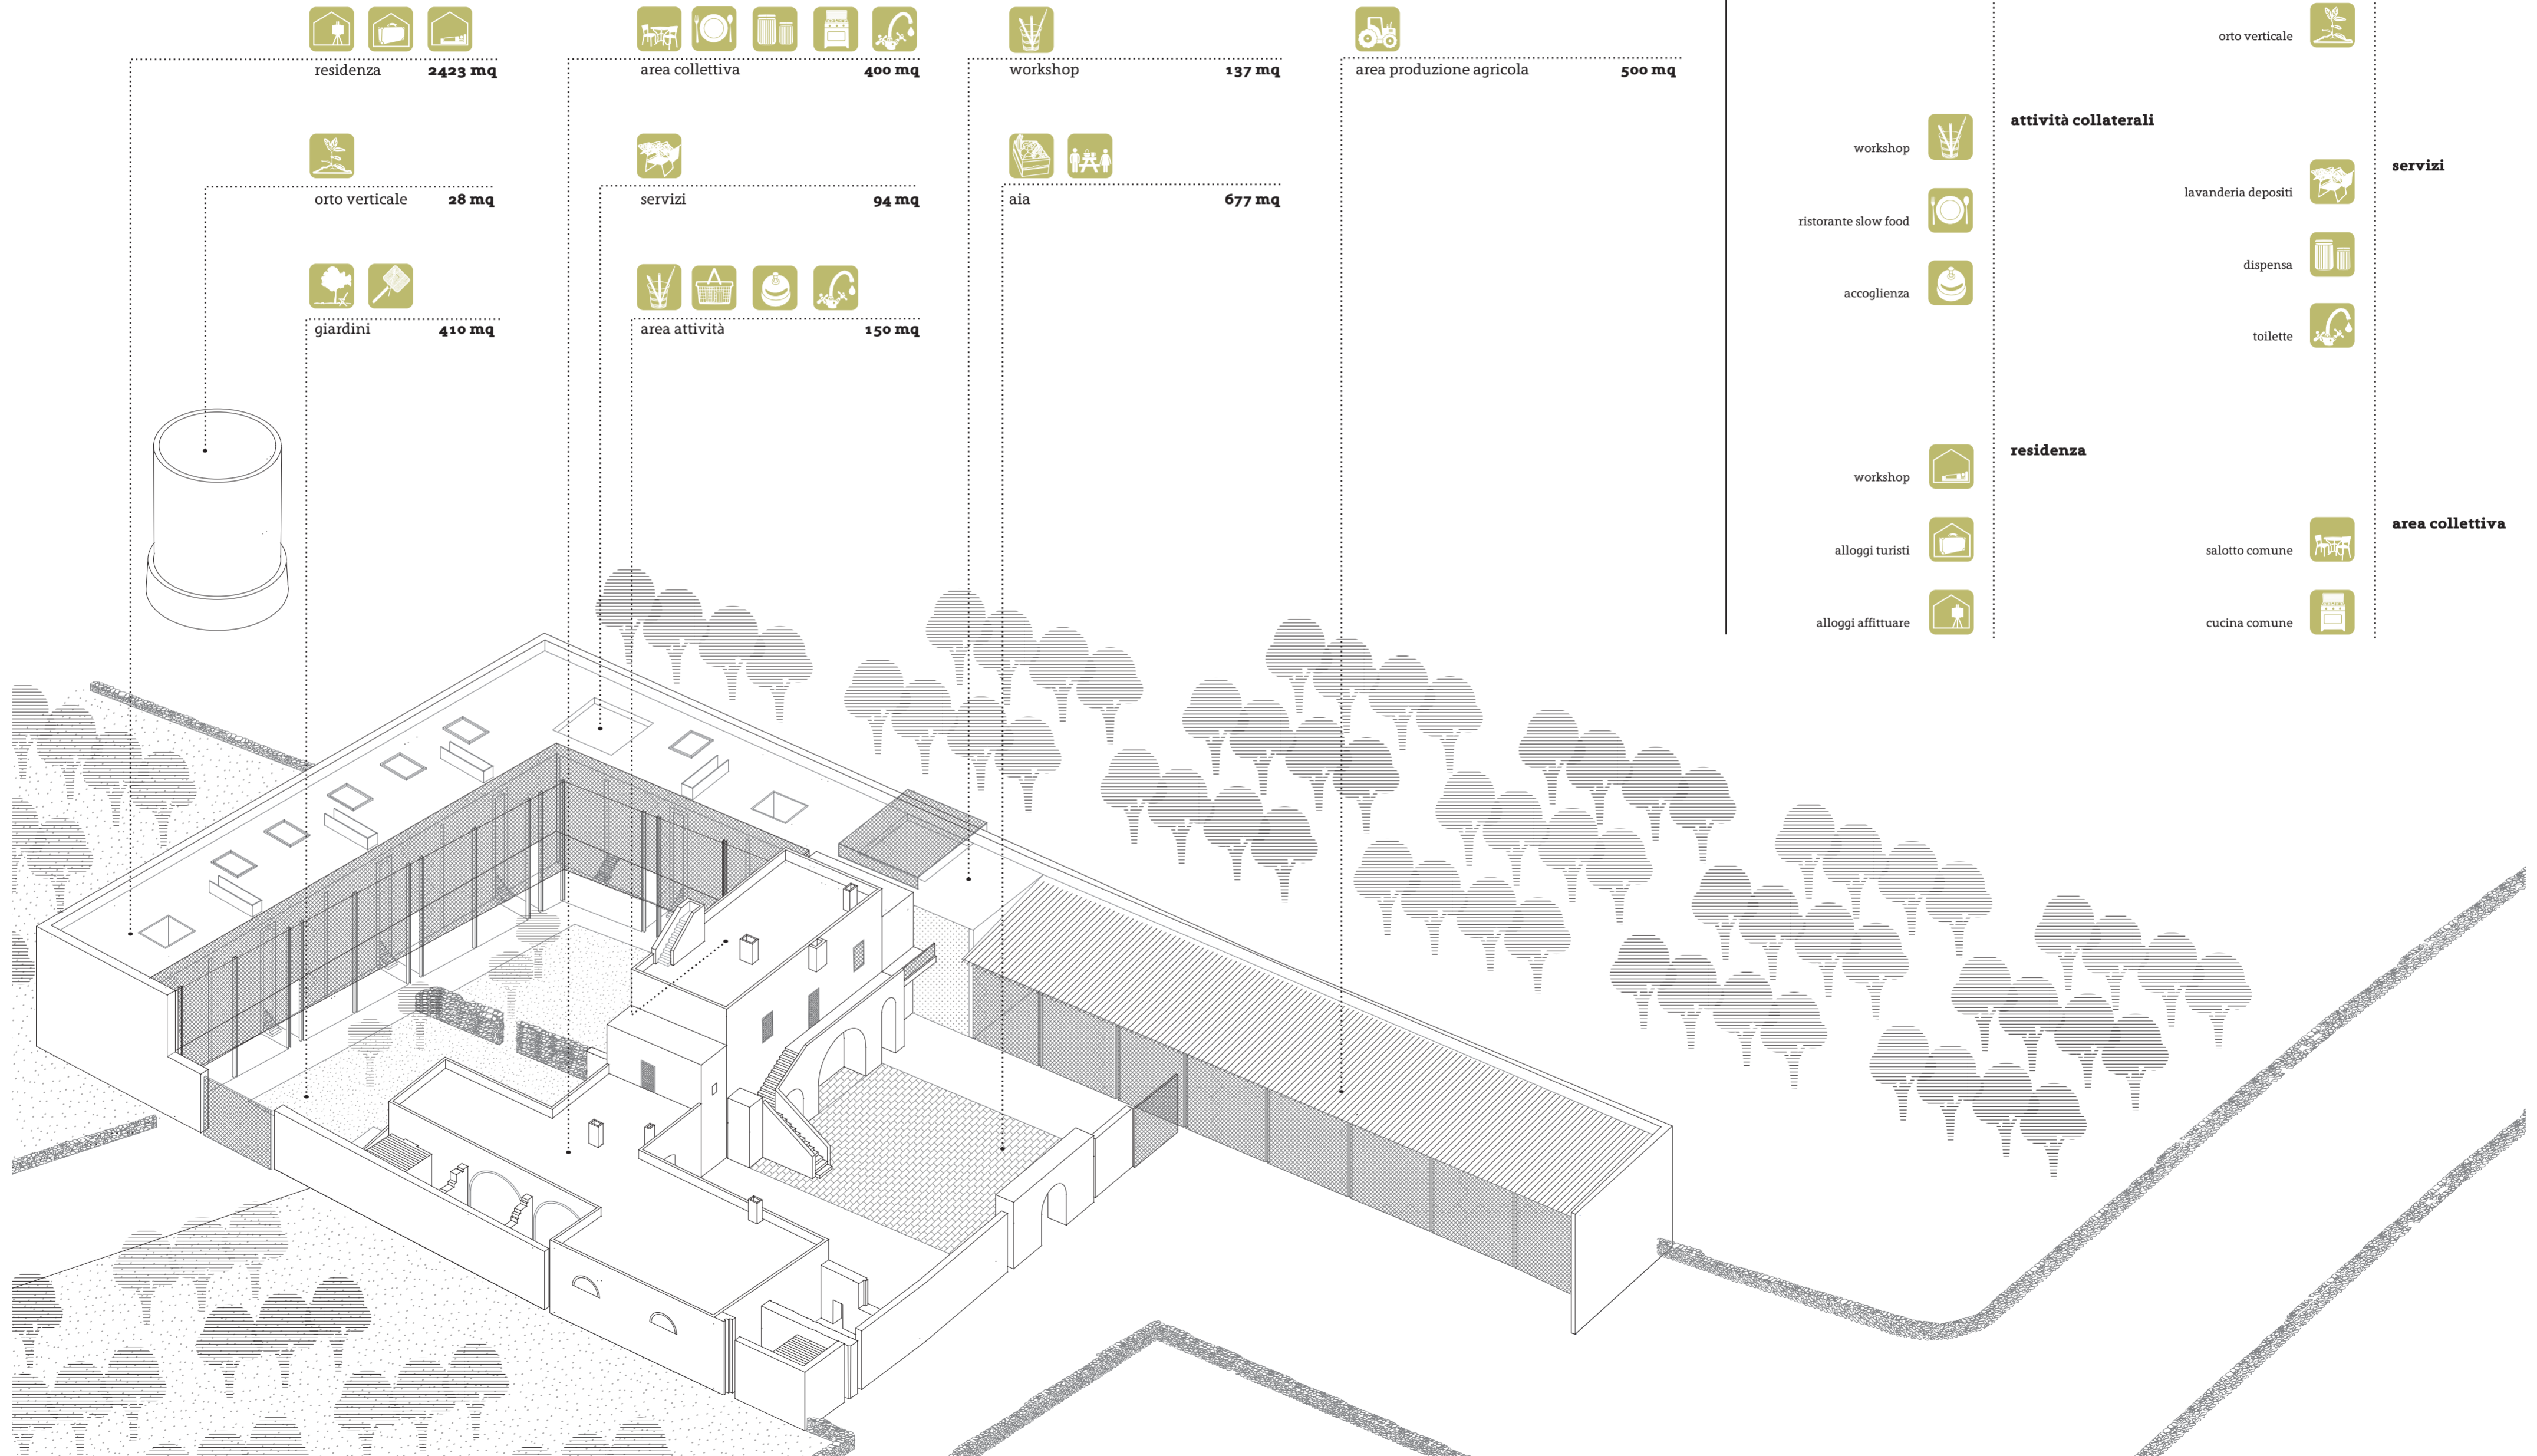 residenza 2423 mq
area collettiva 400 mq
workshop 137 mq
area produzione agricola 500 mq
orto verticale 28 mq
servizi 94 mq
aia 677 mq
giardini 410 mq
area attività 150 mq
attività collaterali
workshop
ristorante slow food
accoglienza
residenza
workshop
alloggi turisti
alloggi affittuare
orto verticale
servizi
lavanderia depositi
dispensa
toilette
area collettiva
salotto comune
cucina comune